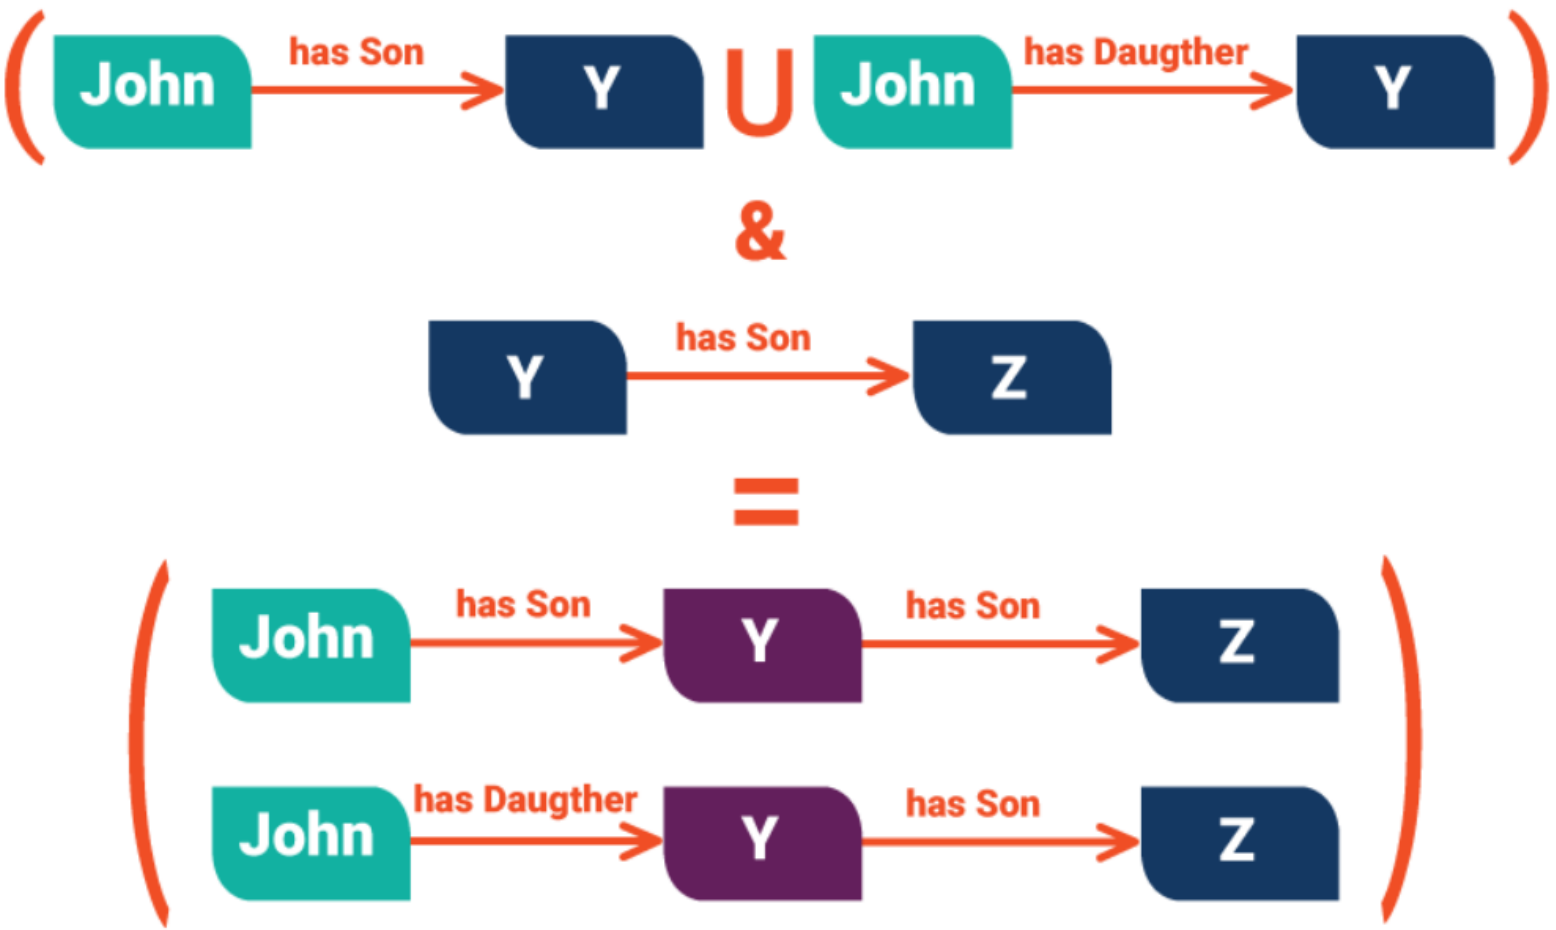 ( John has Son Y U John has Daugther Y )
&
Y has Son Z
=
( John has Son Y has Son Z
John has Daugther Y has Son Z )